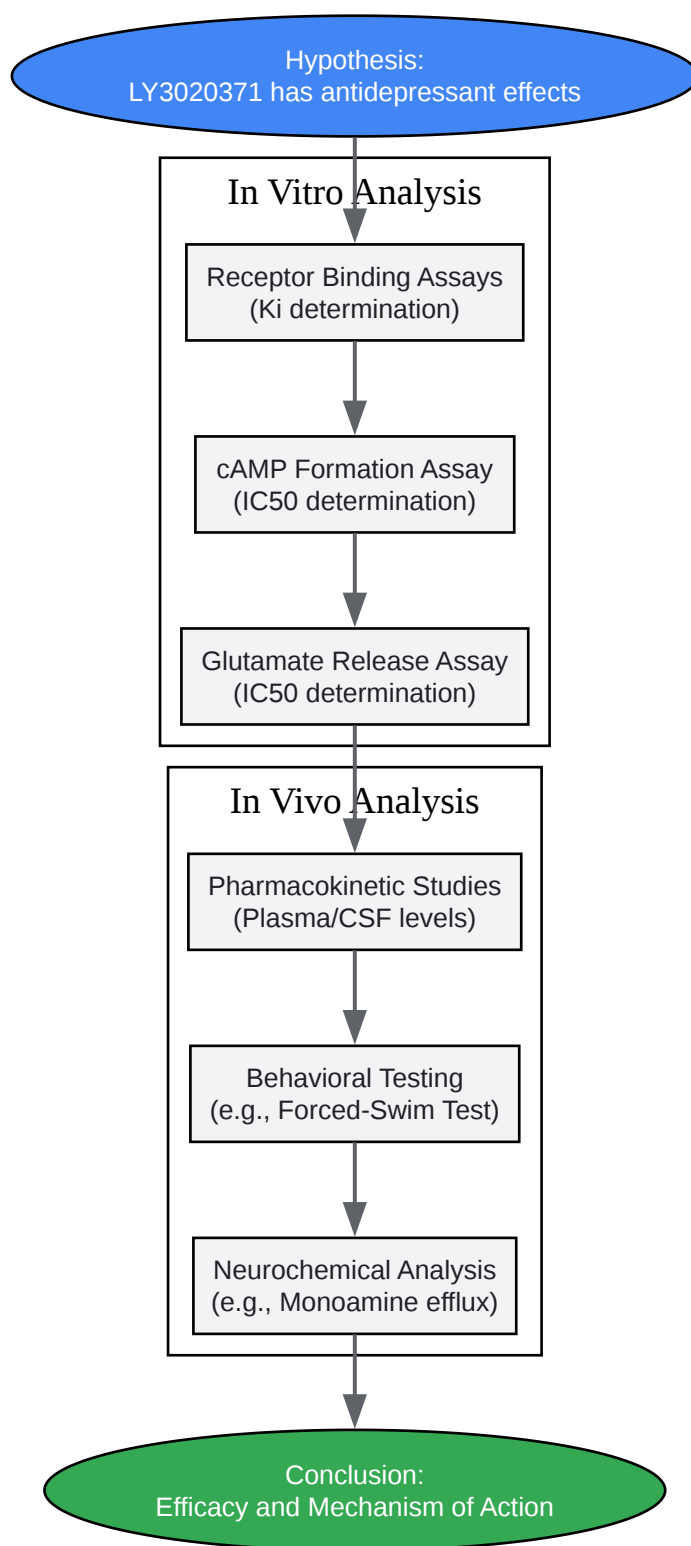 Hypothesis:
LY3020371 has antidepressant effects
In Vitro Analysis
Receptor Binding Assays
(Ki determination)
cAMP Formation Assay
(IC50 determination)
Glutamate Release Assay
(IC50 determination)
In Vivo Analysis
Pharmacokinetic Studies
(Plasma/CSF levels)
Behavioral Testing
(e.g., Forced-Swim Test)
Neurochemical Analysis
(e.g., Monoamine efflux)
Conclusion:
Efficacy and Mechanism of Action